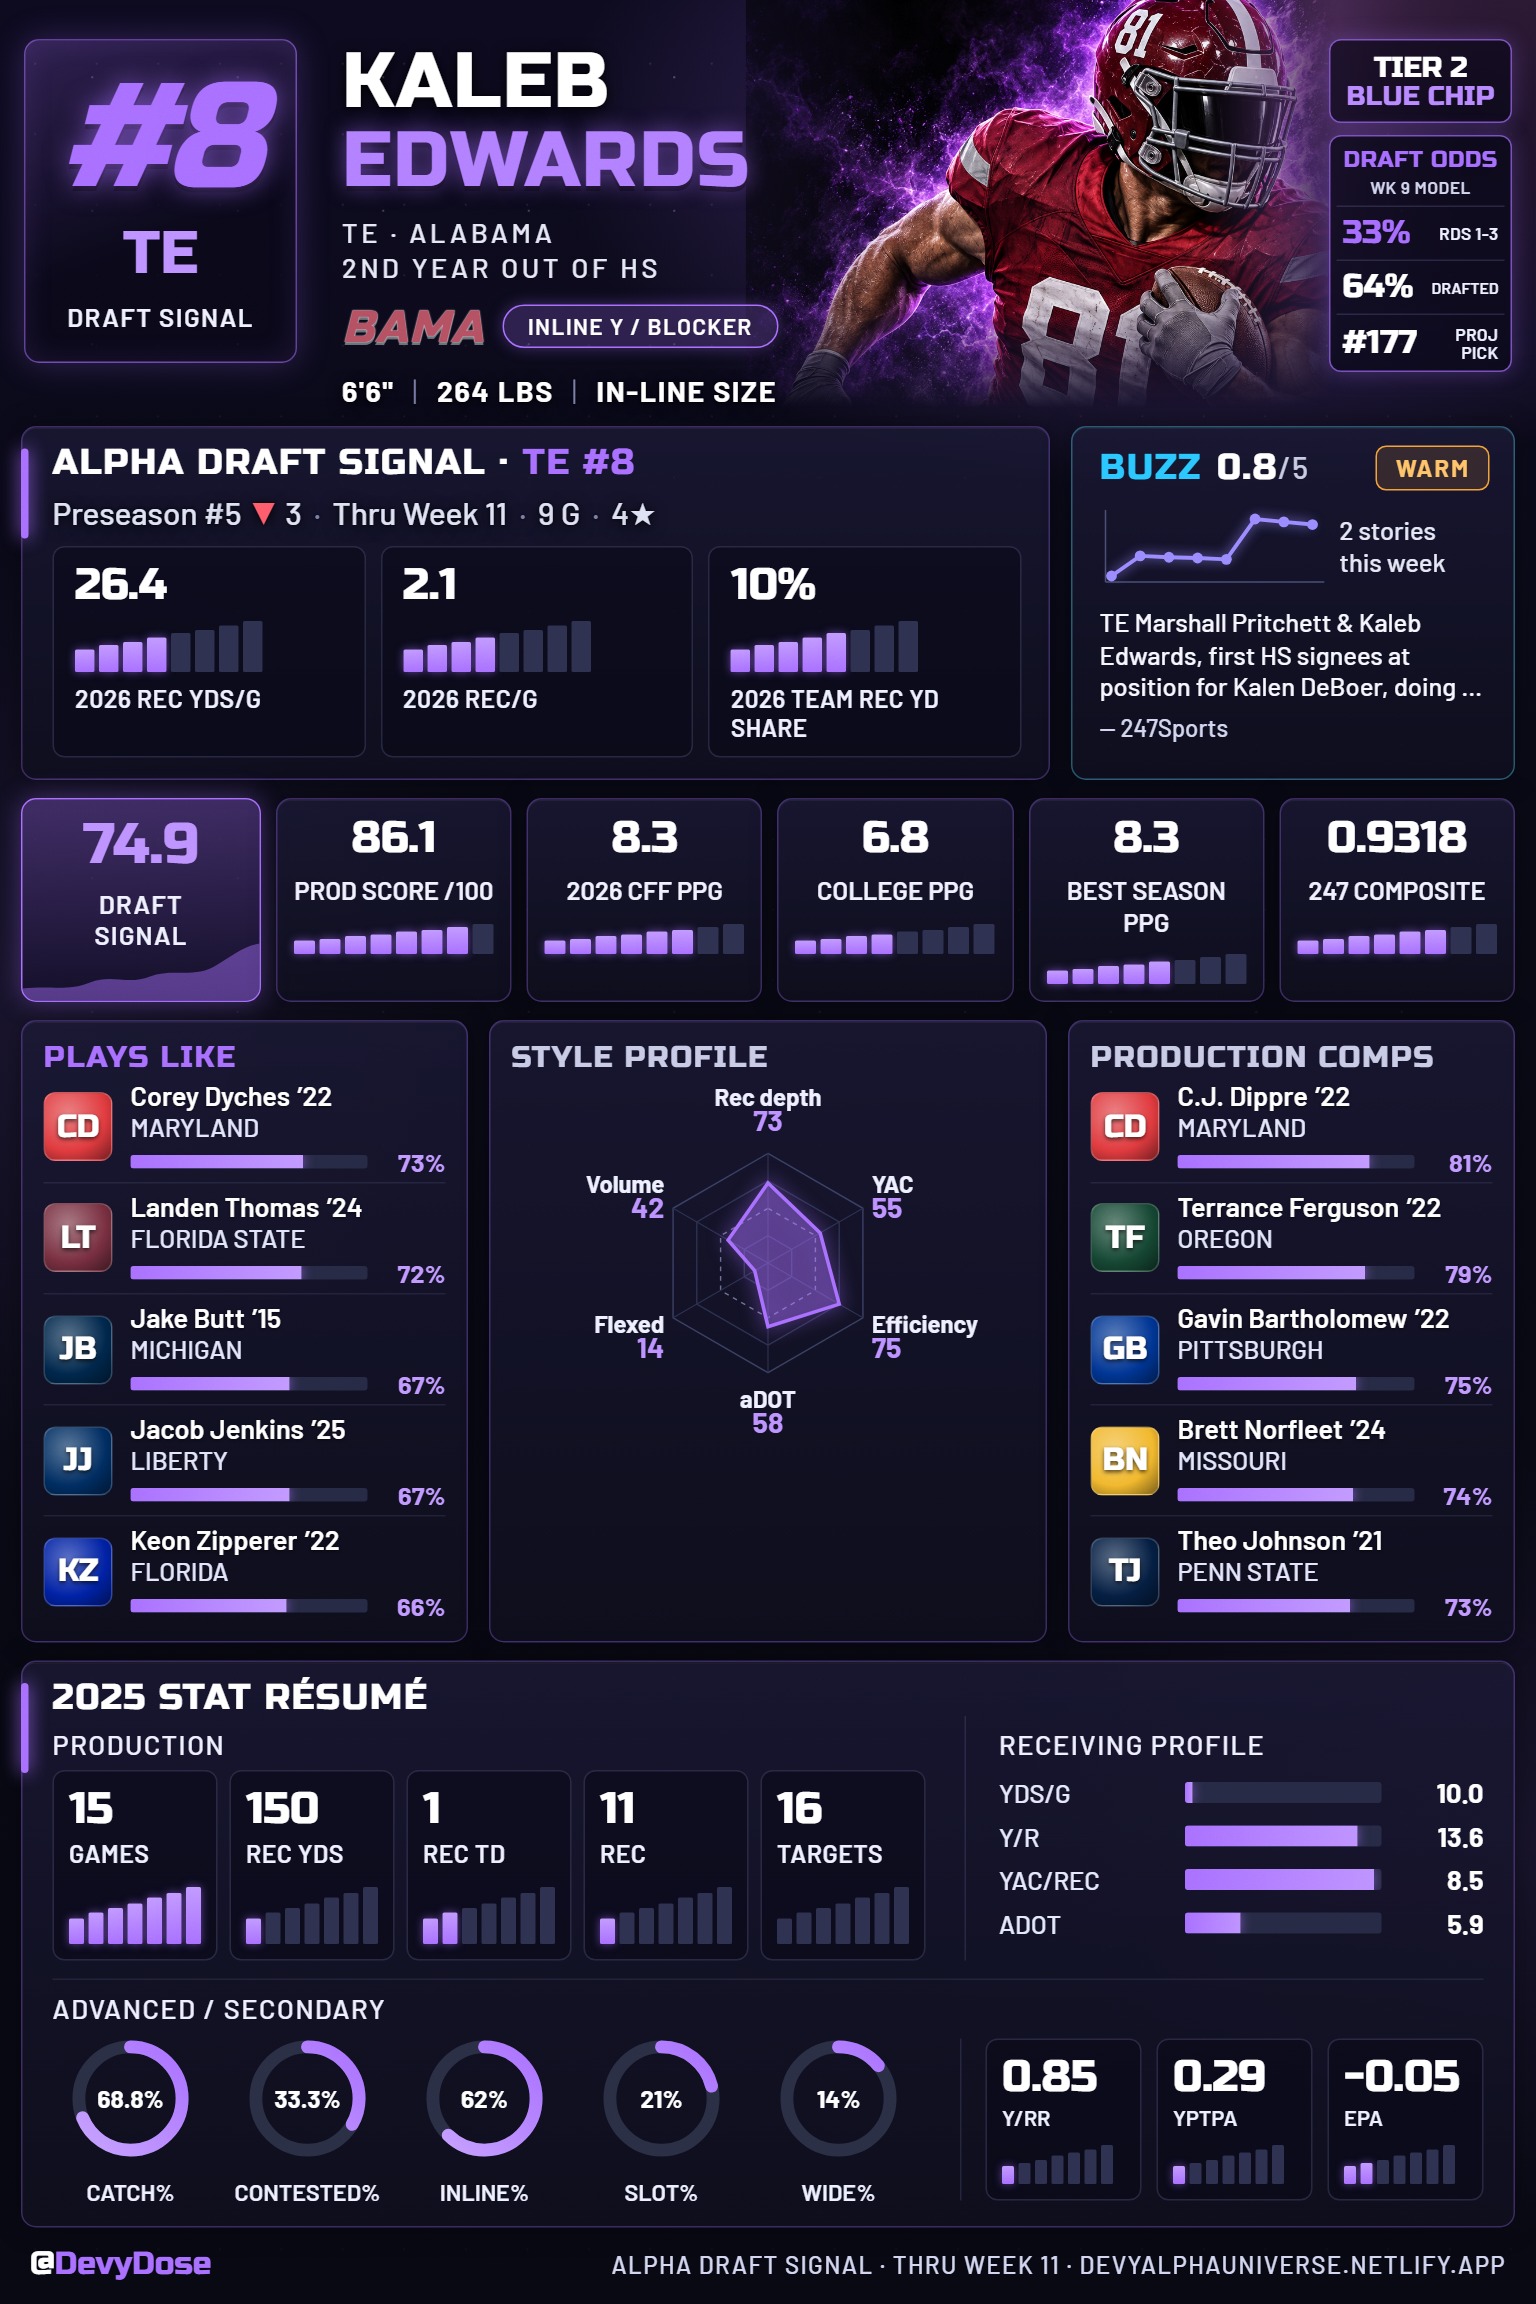 #8
TE
DRAFT SIGNAL
KALEB
EDWARDS
TE · ALABAMA
2ND YEAR OUT OF HS
BAMA
INLINE Y / BLOCKER
6'6" | 264 LBS | IN-LINE SIZE
81
81
TIER 2
BLUE CHIP
DRAFT ODDS
WK 9 MODEL
33% RDS 1-3
64% DRAFTED
#177 PROJ PICK
ALPHA DRAFT SIGNAL · TE #8
Preseason #5 ▼ 3 · Thru Week 11 · 9 G · 4★
26.4
2026 REC YDS/G
2.1
2026 REC/G
10%
2026 TEAM REC YD
SHARE
BUZZ 0.8/5
WARM
2 stories
this week
TE Marshall Pritchett & Kaleb
Edwards, first HS signees at
position for Kalen DeBoer, doing ...
— 247Sports
74.9
DRAFT
SIGNAL
86.1
PROD SCORE /100
8.3
2026 CFF PPG
6.8
COLLEGE PPG
8.3
BEST SEASON
PPG
0.9318
247 COMPOSITE
PLAYS LIKE
CD
Corey Dyches ’22
MARYLAND
73%
LT
Landen Thomas ’24
FLORIDA STATE
72%
JB
Jake Butt ’15
MICHIGAN
67%
JJ
Jacob Jenkins ’25
LIBERTY
67%
KZ
Keon Zipperer ’22
FLORIDA
66%
STYLE PROFILE
Rec depth
73
YAC
55
Efficiency
75
aDOT
58
Flexed
14
Volume
42
PRODUCTION COMPS
CD
C.J. Dippre ’22
MARYLAND
81%
TF
Terrance Ferguson ’22
OREGON
79%
GB
Gavin Bartholomew ’22
PITTSBURGH
75%
BN
Brett Norfleet ’24
MISSOURI
74%
TJ
Theo Johnson ’21
PENN STATE
73%
2025 STAT RÉSUMÉ
PRODUCTION
15
GAMES
150
REC YDS
1
REC TD
11
REC
16
TARGETS
RECEIVING PROFILE
YDS/G 10.0
Y/R 13.6
YAC/REC 8.5
ADOT 5.9
ADVANCED / SECONDARY
68.8%
CATCH%
33.3%
CONTESTED%
62%
INLINE%
21%
SLOT%
14%
WIDE%
0.85
Y/RR
0.29
YPTPA
-0.05
EPA
@DevyDose
ALPHA DRAFT SIGNAL · THRU WEEK 11 · DEVYALPHAUNIVERSE.NETLIFY.APP